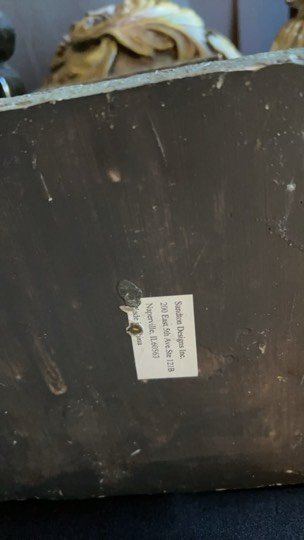 Sandton Designs Inc.
200 East 5th Ave Ste 121B
Naperville, IL 60563